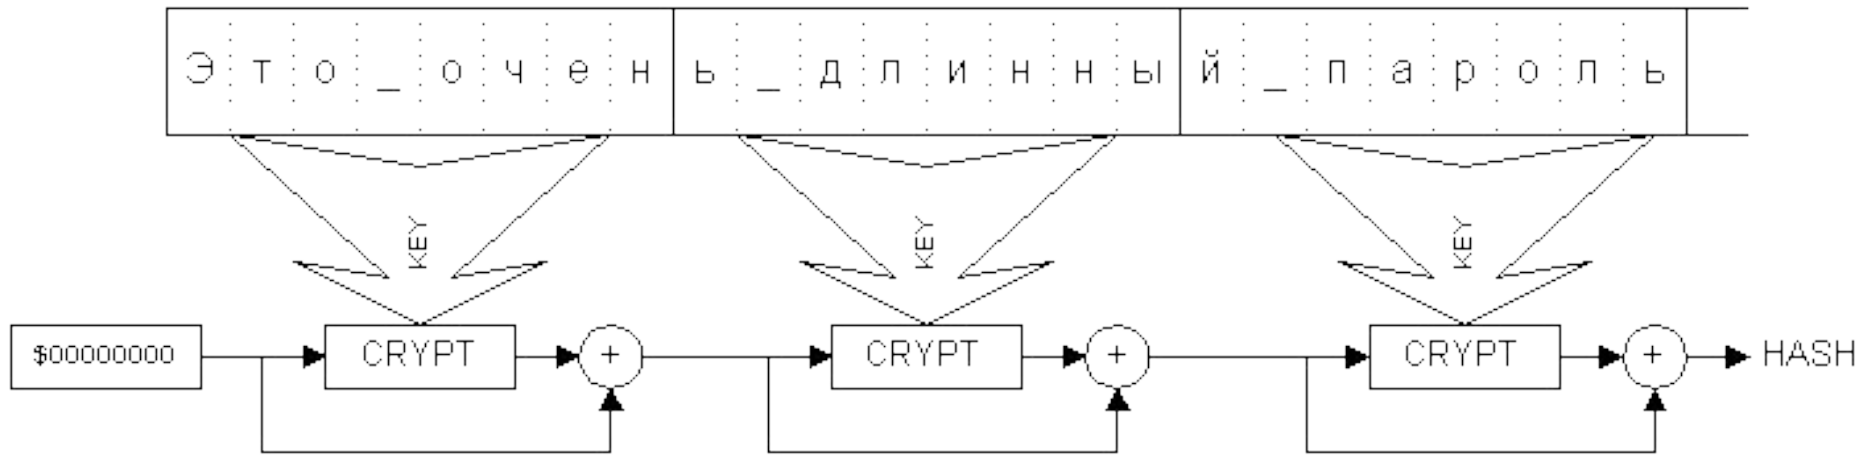 Это_очень_длинный_пароль
KEY KEY KEY
$00000000 CRYPT + CRYPT + CRYPT + HASH